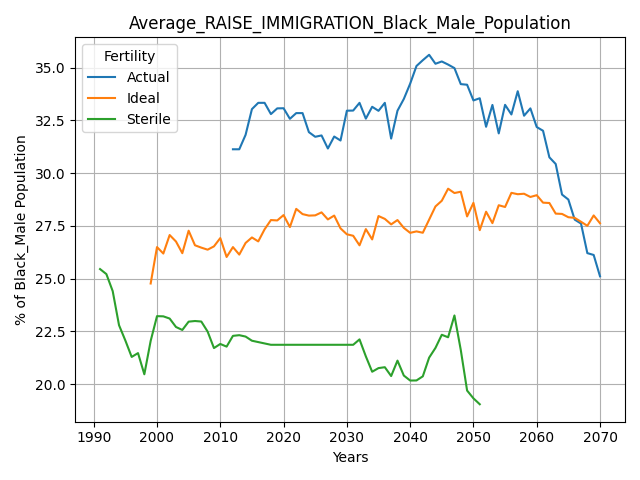 Average_RAISE_IMMIGRATION_Black_Male_Population
Fertility
Actual
Ideal
Sterile
% of Black_Male Population
35.0
32.5
30.0
27.5
25.0
22.5
20.0
1990 2000 2010 2020 2030 2040 2050 2060 2070
Years